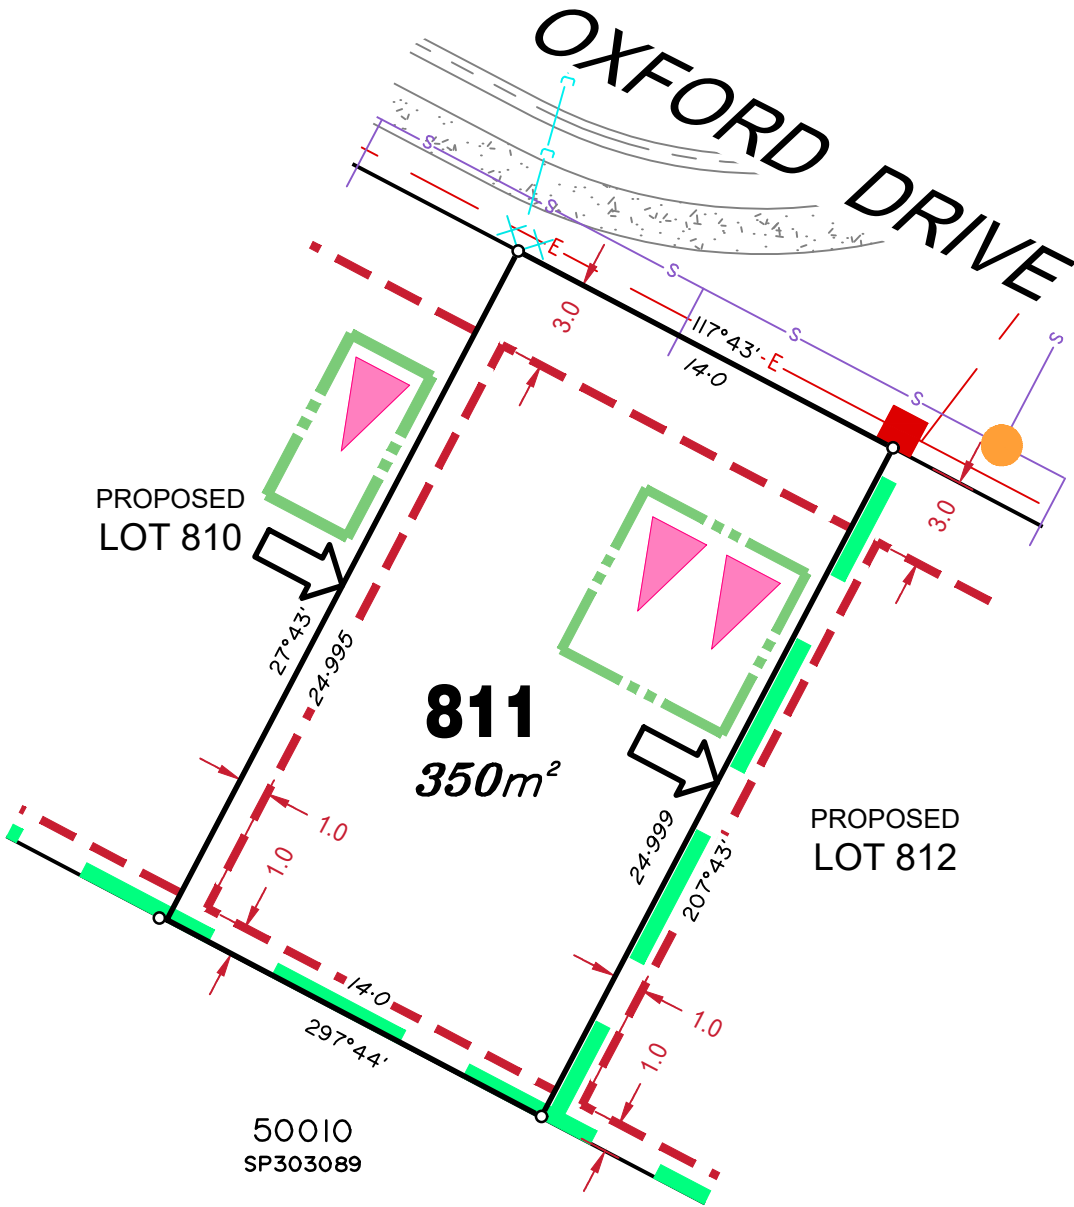 OXFORD DRIVE
S
S
S
S
S
S
E
3.0
117°43'
E
14·0
3.0
PROPOSED
LOT 810
27°43'
24·995
811
350m²
1.0
1.0
24·999
207°43'
PROPOSED
LOT 812
14·0
297°44'
1.0
1.0
50010
SP303089